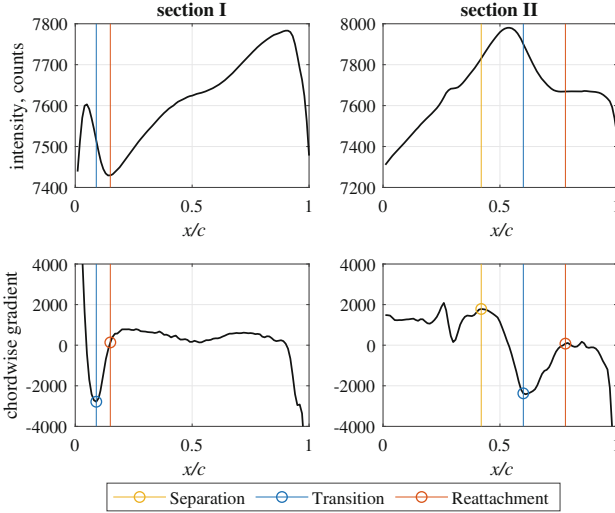 section I
section II
intensity, counts
7800
7700
7600
7500
7400
0
0.5
1
x/c
8000
7800
7600
7400
7200
0
0.5
1
x/c
chordwise gradient
4000
2000
0
-2000
-4000
0
0.5
1
x/c
4000
2000
0
-2000
-4000
0
0.5
1
x/c
Separation
Transition
Reattachment